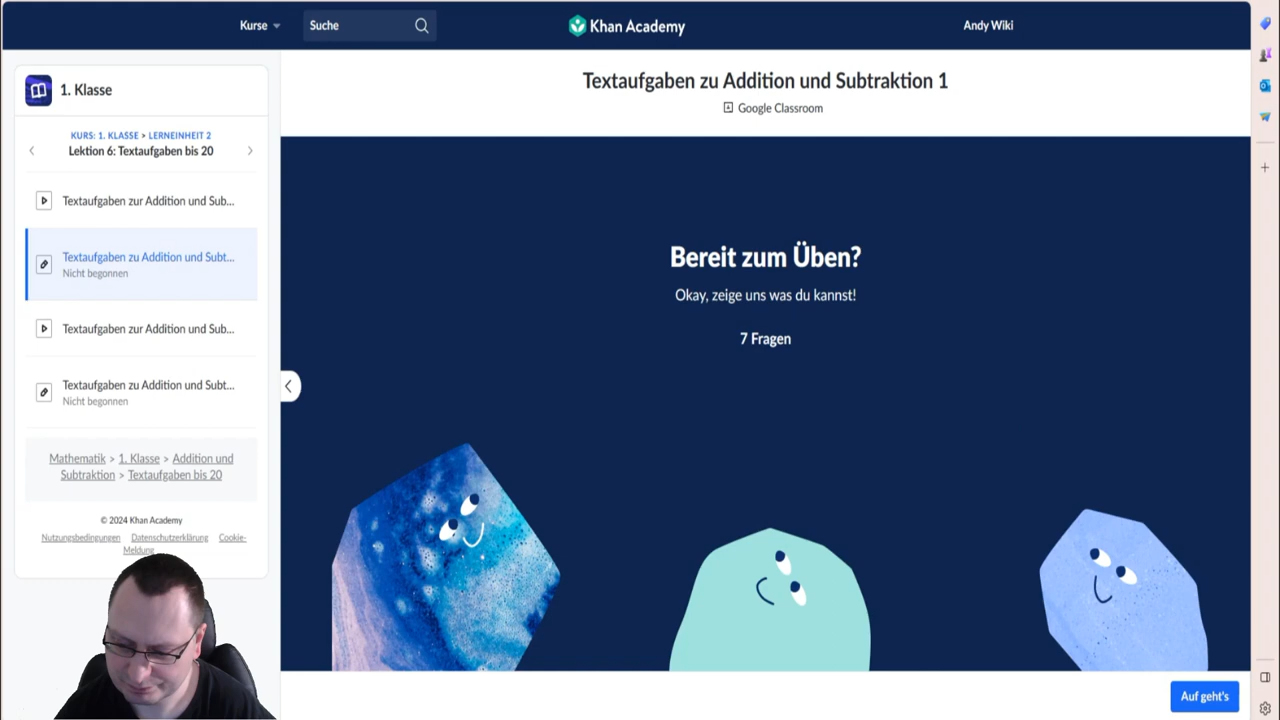 Kurse
Suche
Khan Academy
Andy Wiki
1. Klasse
KURS: 1. KLASSE > LERNEINHEIT 2
Lektion 6: Textaufgaben bis 20
Textaufgaben zur Addition und Sub...
Textaufgaben zu Addition und Subt...
Nicht begonnen
Textaufgaben zur Addition und Sub...
Textaufgaben zu Addition und Subt...
Nicht begonnen
Mathematik > 1. Klasse > Addition und
Subtraktion > Textaufgaben bis 20
© 2024 Khan Academy
Nutzungsbedingungen Datenschutzerklärung Cookie-
Meldung
Textaufgaben zu Addition und Subtraktion 1
Google Classroom
Bereit zum Üben?
Okay, zeige uns was du kannst!
7 Fragen
Auf geht's